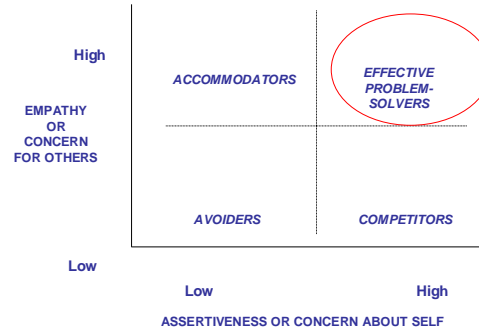 High
ACCOMMODATORS
EFFECTIVE
PROBLEM-
SOLVERS
EMPATHY
OR
CONCERN
FOR OTHERS
AVOIDERS
COMPETITORS
Low
Low
High
ASSERTIVENESS OR CONCERN ABOUT SELF